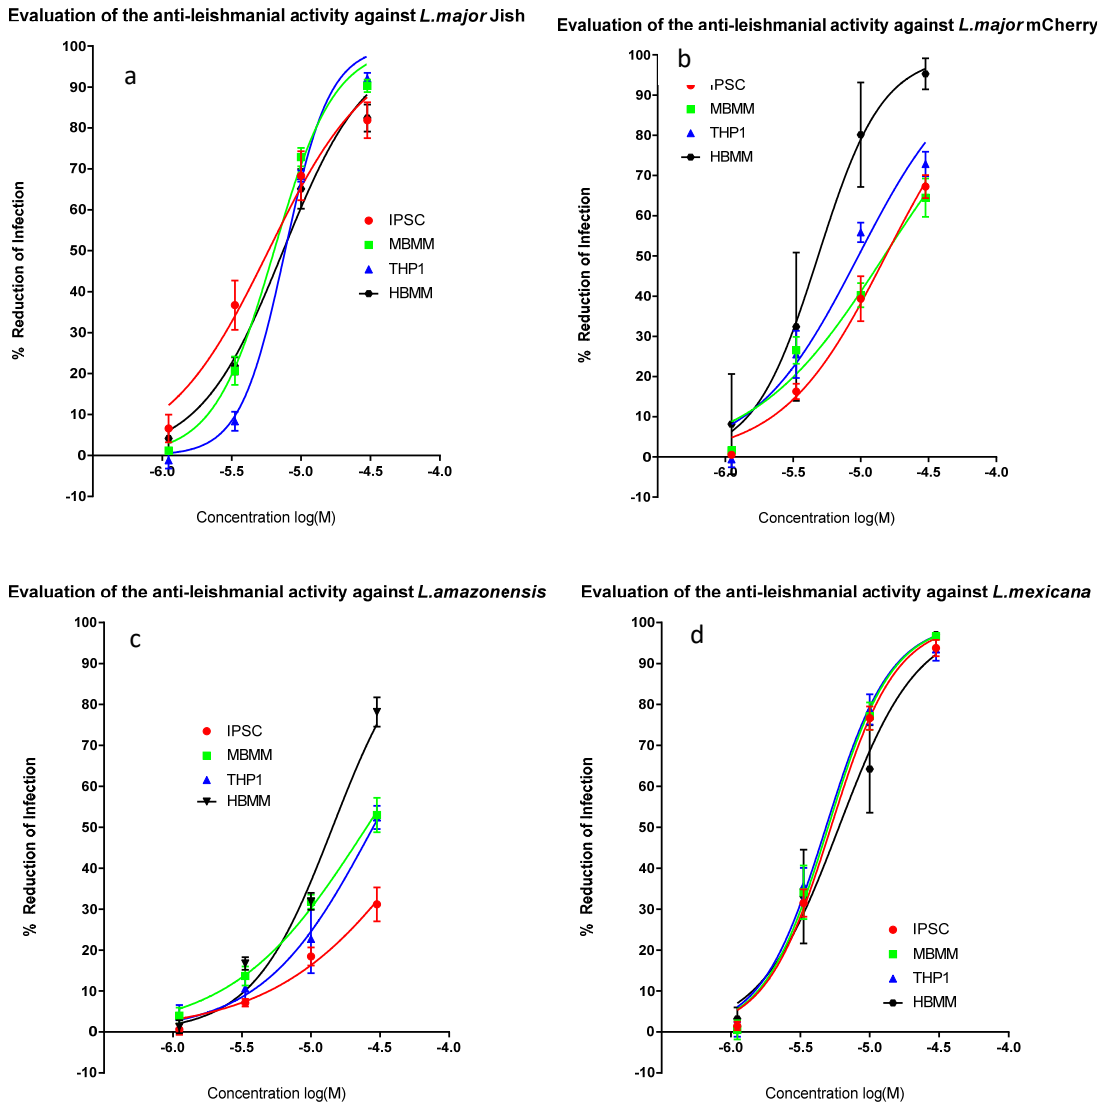 Evaluation of the anti-leishmanial activity against L.major Jish
a
100
90
80
70
60
50
40
30
20
10
0
-10
% Reduction of Infection
IPSC
MBMM
THP1
HBMM
-6.0
-5.5
-5.0
-4.5
-4.0
Concentration log(M)
Evaluation of the anti-leishmanial activity against L.major mCherry
b
100
90
80
70
60
50
40
30
20
10
0
-10
% Reduction of Infection
IPSC
MBMM
THP1
HBMM
-6.0
-5.5
-5.0
-4.5
-4.0
Concentration log(M)
Evaluation of the anti-leishmanial activity against L.amazonensis
c
100
90
80
70
60
50
40
30
20
10
0
-10
% Reduction of Infection
IPSC
MBMM
THP1
HBMM
-6.0
-5.5
-5.0
-4.5
-4.0
Concentration log(M)
Evaluation of the anti-leishmanial activity against L.mexicana
d
100
90
80
70
60
50
40
30
20
10
0
-10
% Reduction of Infection
IPSC
MBMM
THP1
HBMM
-6.0
-5.5
-5.0
-4.5
-4.0
Concentration log(M)